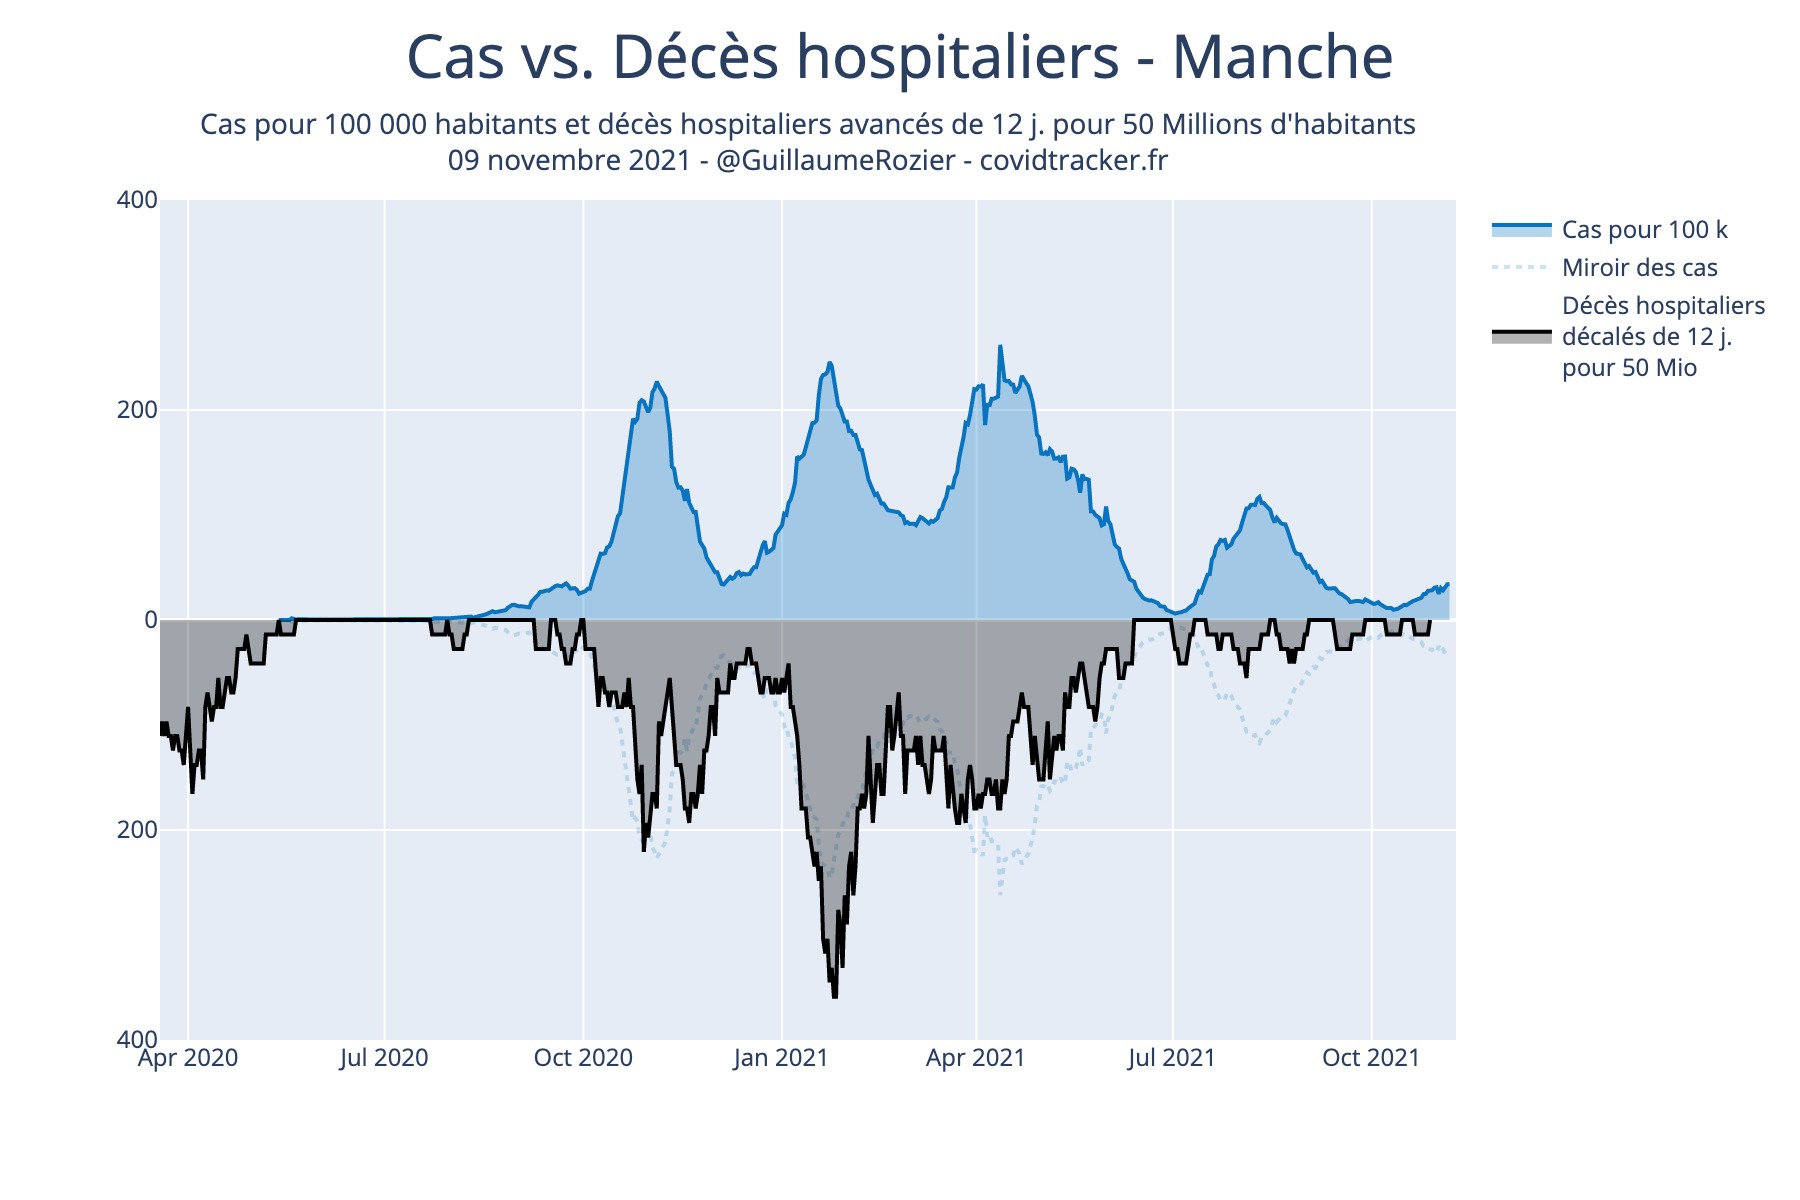 Cas vs. Décès hospitaliers - Manche
Cas pour 100 000 habitants et décès hospitaliers avancés de 12 j. pour 50 Millions d'habitants
09 novembre 2021 - @GuillaumeRozier - covidtracker.fr
400
200
0
200
400
Apr 2020
Jul 2020
Oct 2020
Jan 2021
Apr 2021
Jul 2021
Oct 2021
Cas pour 100 k
Miroir des cas
Décès hospitaliers
décalés de 12 j.
pour 50 Mio